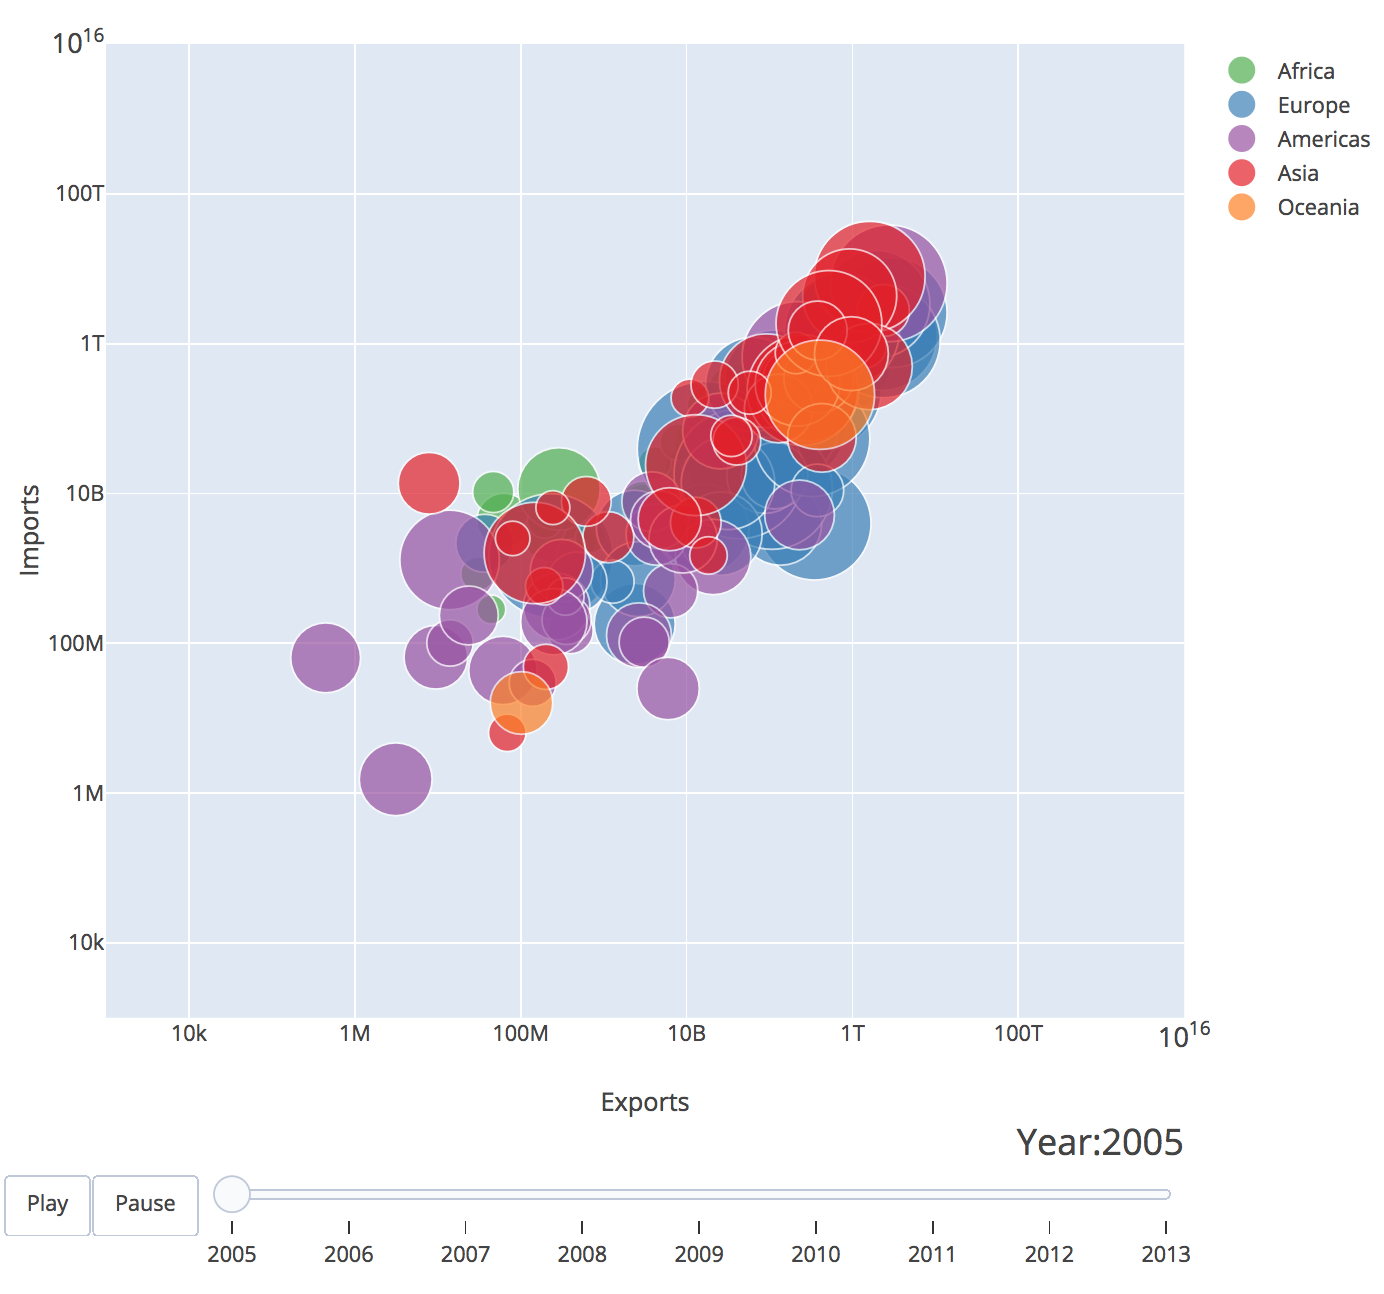 10^16
100T
1T
10B
100M
1M
10k
Imports
10k 1M 100M 10B 1T 100T 10^16
Exports
Africa
Europe
Americas
Asia
Oceania
Year:2005
Play Pause
2005 2006 2007 2008 2009 2010 2011 2012 2013